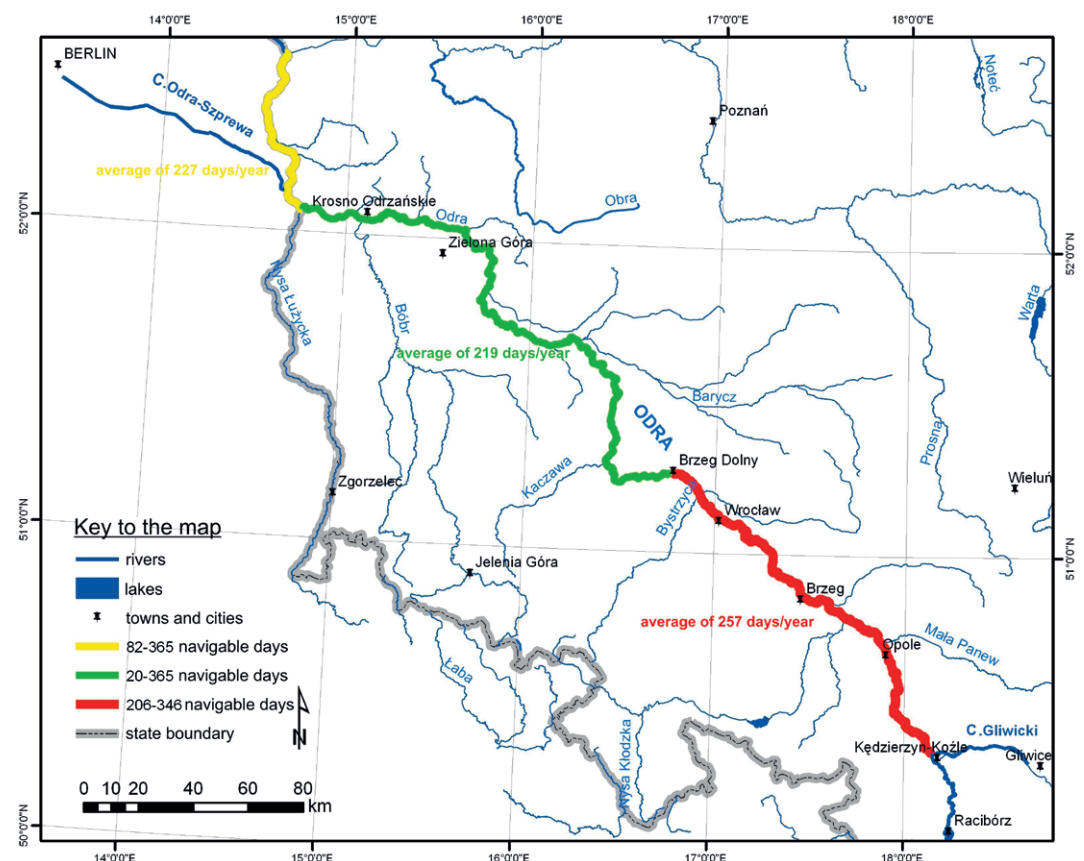 14°0'0"E 15°0'0"E 16°0'0"E 17°0'0"E 18°0'0"E
BERLIN
C.Odra-Szprewa
Noteć
Poznań
average of 227 days/year
Krosno Odrzańskie
Odra
Obra
52°0'0"N
Zielona Góra
52°0'0"N
Nysa Łużycka
Bóbr
Warta
average of 219 days/year
Barycz
ODRA
Prosna
Brzeg Dolny
Kaczawa
Zgorzelec
Bystrzyca
Wieluń
Wrocław
51°0'0"N
Key to the map
rivers
Jelenia Góra
51°0'0"N
lakes
Brzeg
towns and cities
average of 257 days/year
82-365 navigable days
Opole
Mała Panew
20-365 navigable days
Łaba
206-346 navigable days
N
state boundary
C.Gliwicki
Kędzierzyn-Koźle
Gliwice
Nysa Kłodzka
0 10 20 40 60 80
km
Racibórz
50°0'0"N
50°0'0"N
14°0'0"E 15°0'0"E 16°0'0"E 17°0'0"E 18°0'0"E